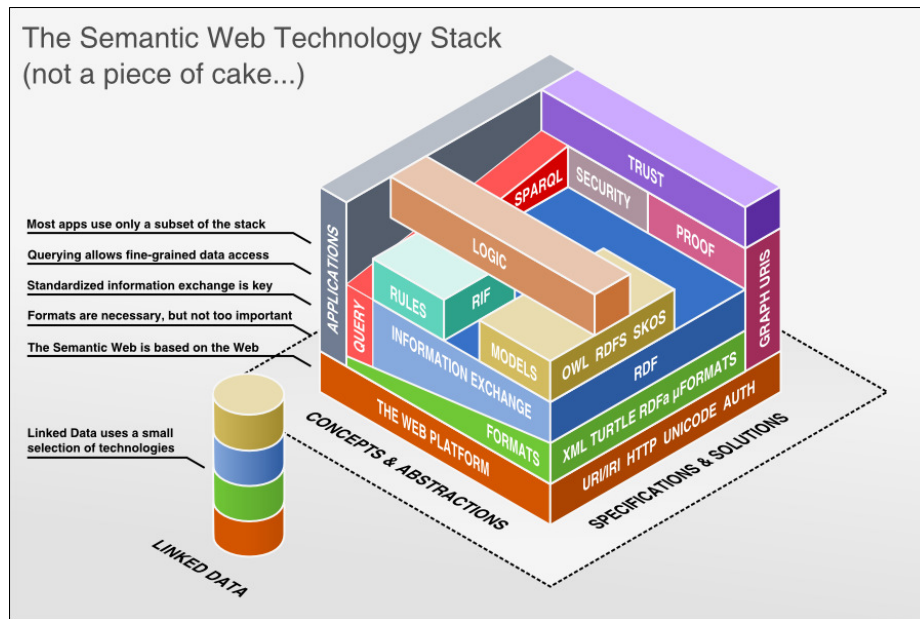 The Semantic Web Technology Stack
(not a piece of cake...)
Most apps use only a subset of the stack
Querying allows fine-grained data access
Standardized information exchange is key
Formats are necessary, but not too important
The Semantic Web is based on the Web
Linked Data uses a small
selection of technologies
LINKED DATA
APPLICATIONS
QUERY
RULES
RIF
LOGIC
SPARQL
SECURITY
TRUST
PROOF
GRAPH URIS
MODELS
OWL RDFS SKOS
INFORMATION EXCHANGE
RDF
FORMATS
XML TURTLE RDFa µFORMATS
THE WEB PLATFORM
URI/IRI HTTP UNICODE AUTH
CONCEPTS & ABSTRACTIONS
SPECIFICATIONS & SOLUTIONS